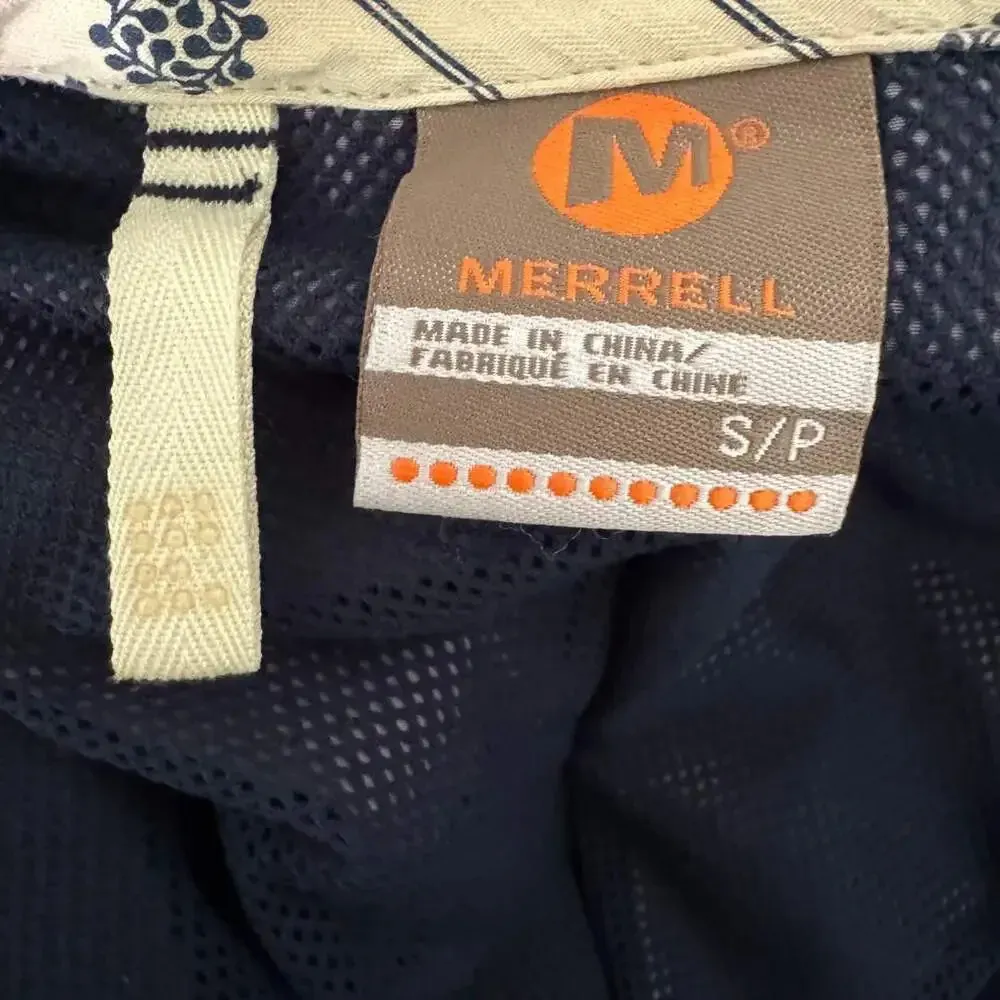 M®
MERRELL
MADE IN CHINA/
FABRIQUÉ EN CHINE
S/P